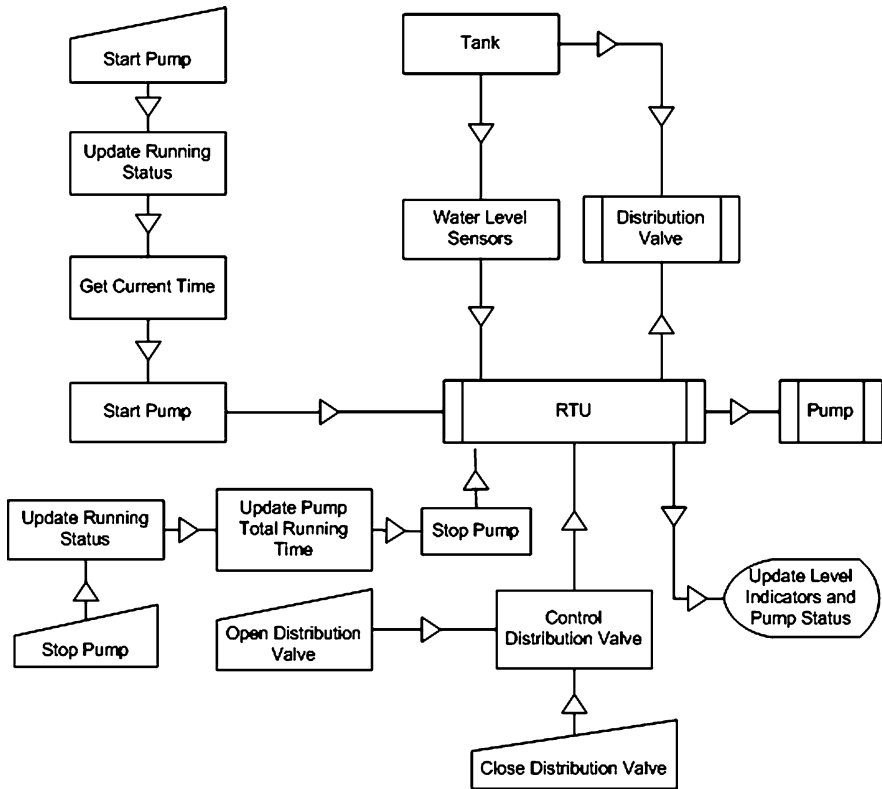 Start Pump
Tank
Update Running
Status
Water Level
Sensors
Distribution
Valve
Get Current Time
Start Pump
RTU
Pump
Update Running
Status
Update Pump
Total Running
Time
Stop Pump
Update Level
Indicators and
Pump Status
Stop Pump
Open Distribution
Valve
Control
Distribution Valve
Close Distribution Valve